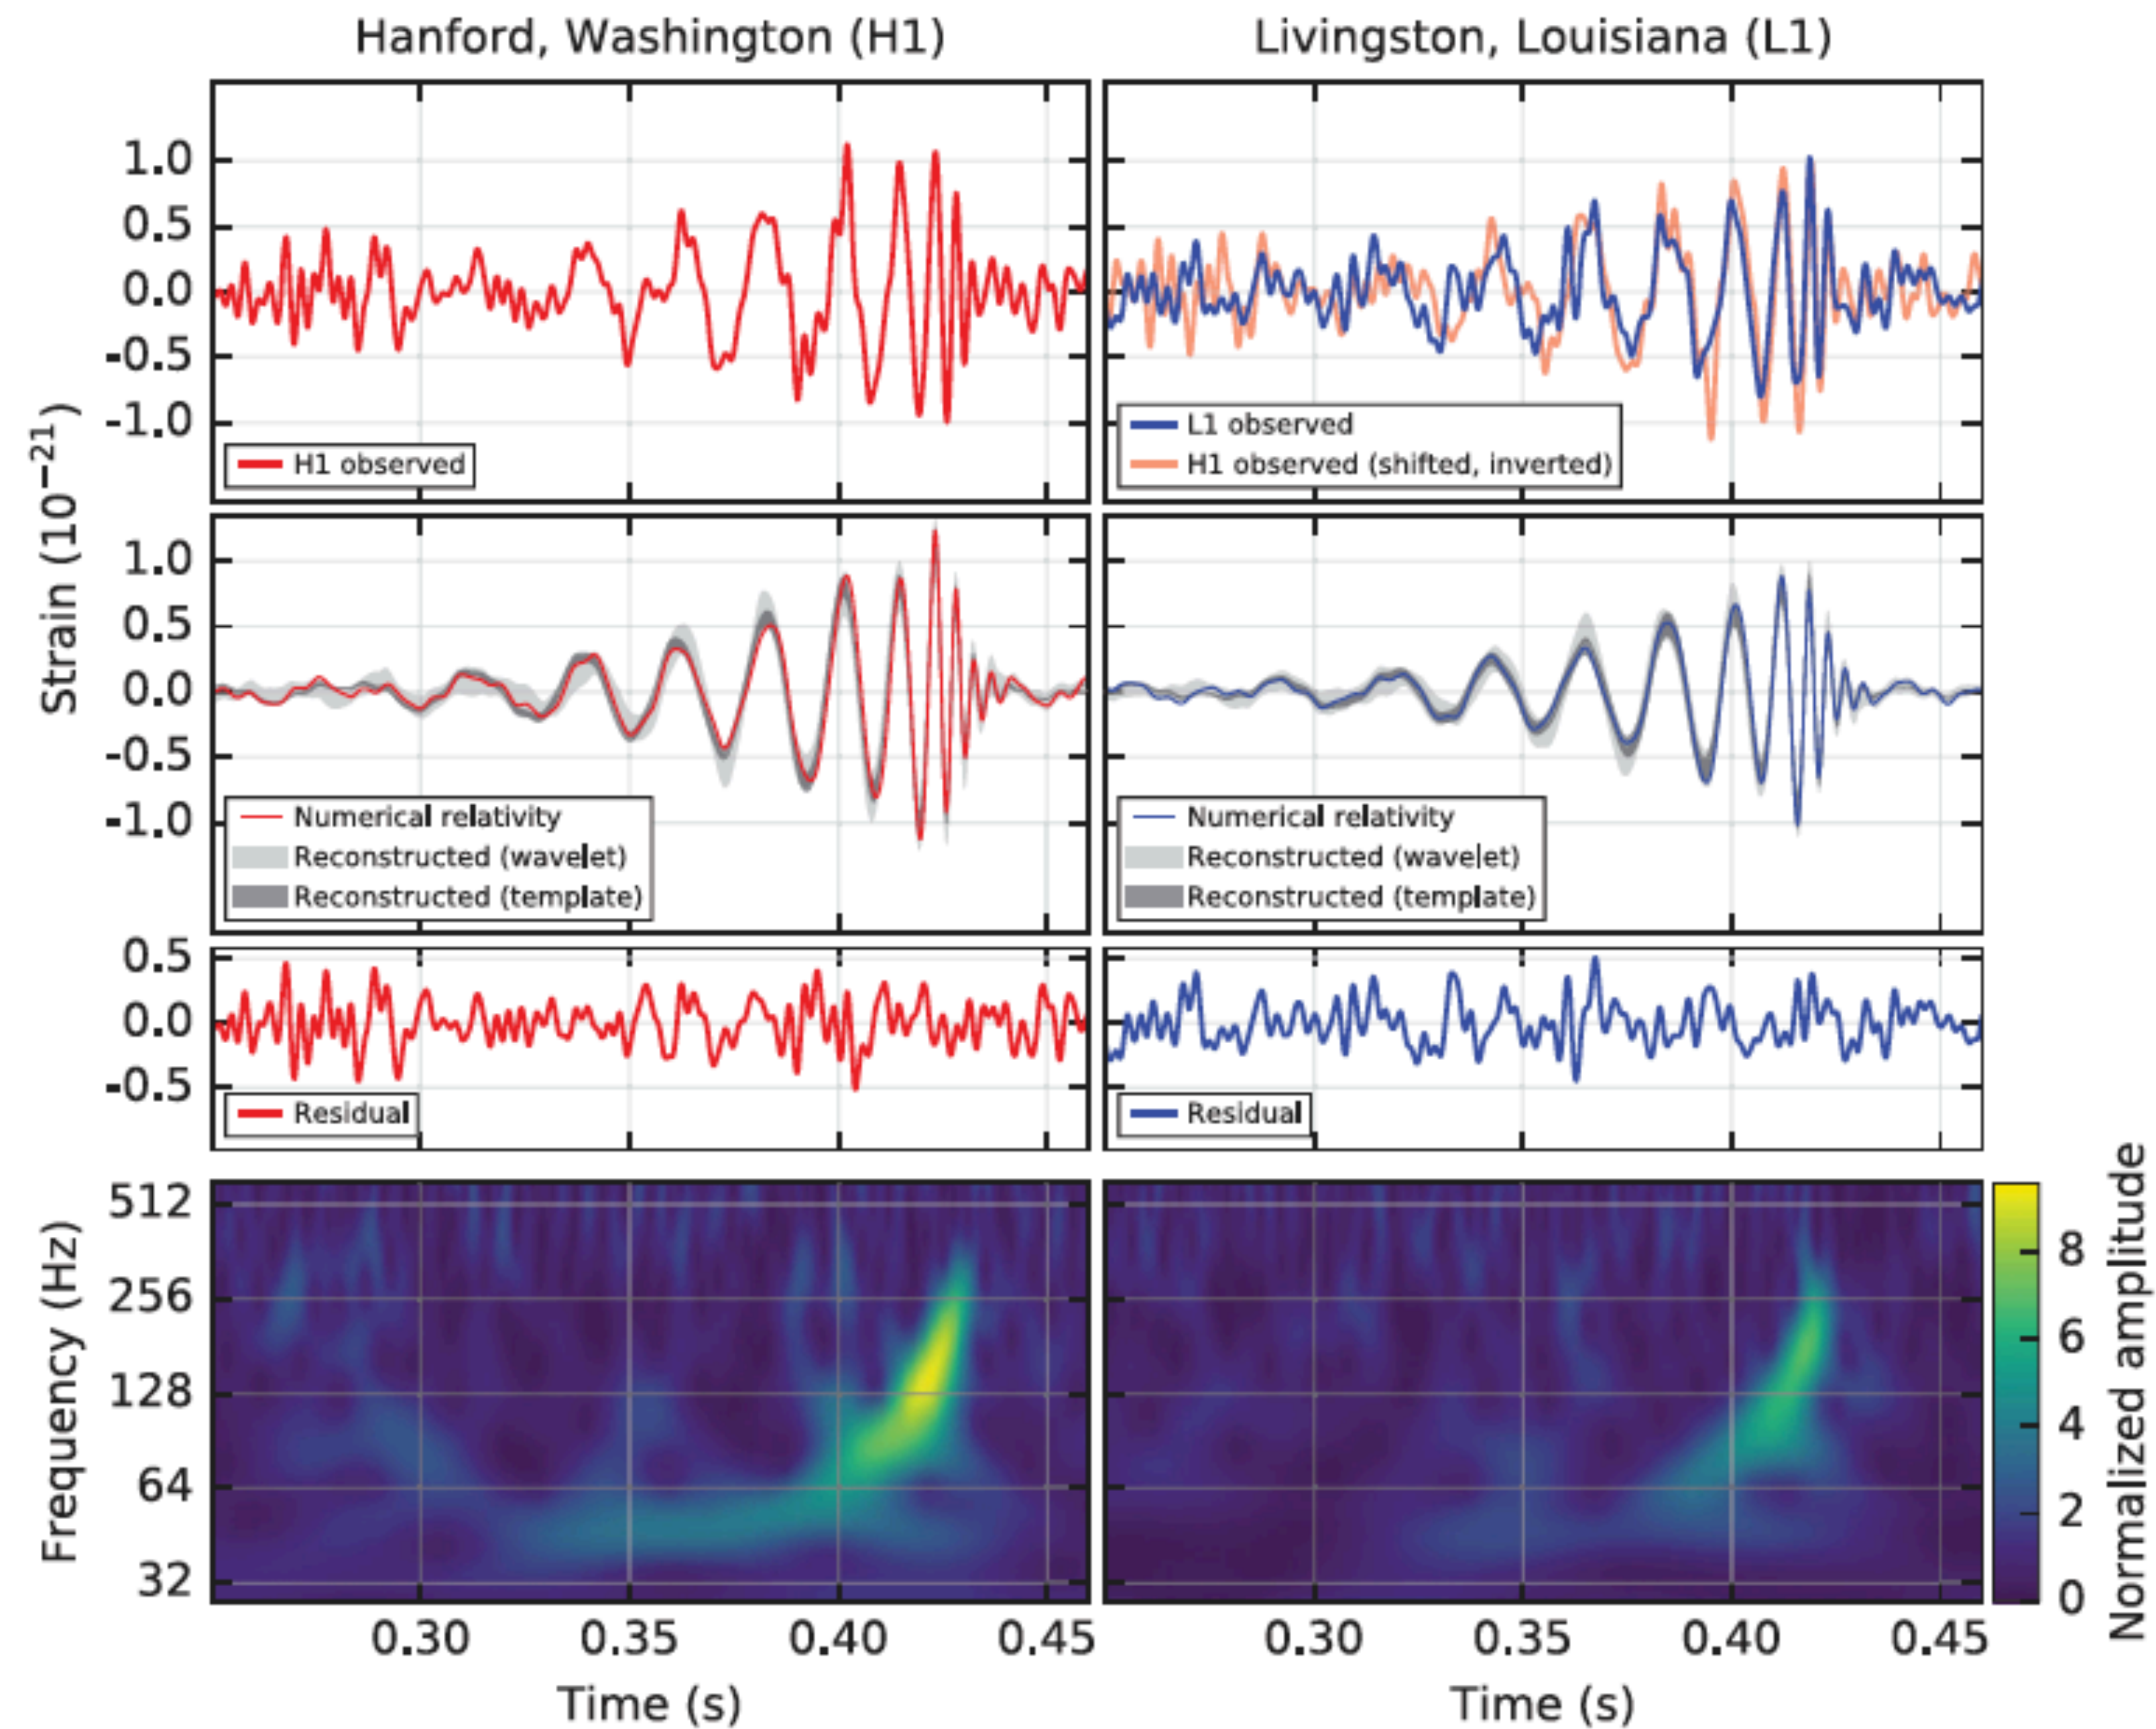 Hanford, Washington (H1)
Livingston, Louisiana (L1)
Strain (10⁻²¹)
1.0
0.5
0.0
-0.5
-1.0
H1 observed
L1 observed
H1 observed (shifted, inverted)
1.0
0.5
0.0
-0.5
-1.0
Numerical relativity
Reconstructed (wavelet)
Reconstructed (template)
Numerical relativity
Reconstructed (wavelet)
Reconstructed (template)
0.5
0.0
-0.5
Residual
Residual
Frequency (Hz)
512
256
128
64
32
Normalized amplitude
8
6
4
2
0
0.30 0.35 0.40 0.45
0.30 0.35 0.40 0.45
Time (s)
Time (s)